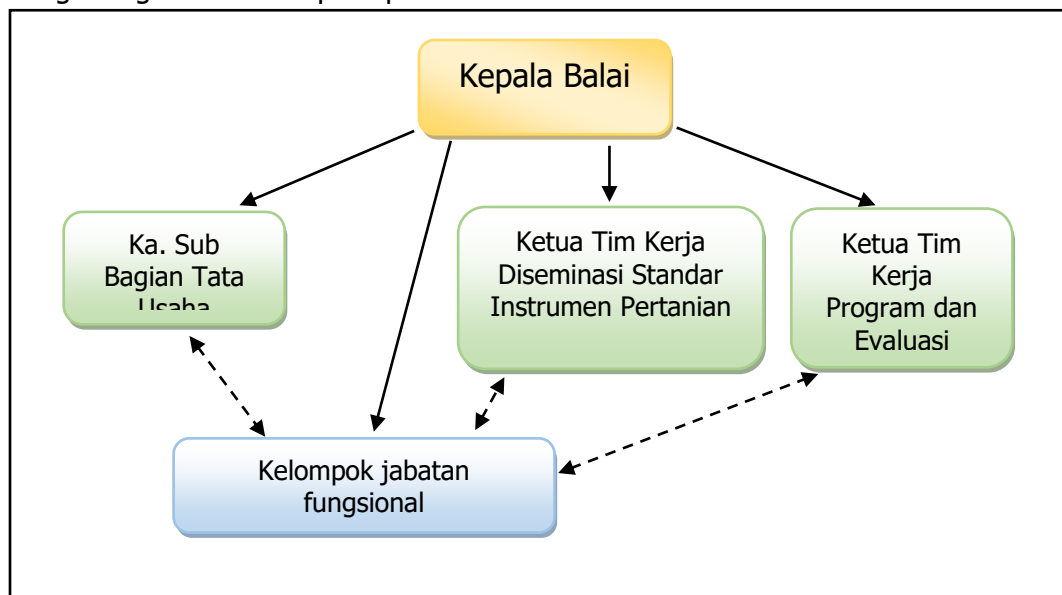 Kepala Balai
Ka. Sub
Bagian Tata
Usaha
Ketua Tim Kerja
Diseminasi Standar
Instrumen Pertanian
Ketua Tim
Kerja
Program dan
Evaluasi
Kelompok jabatan
fungsional